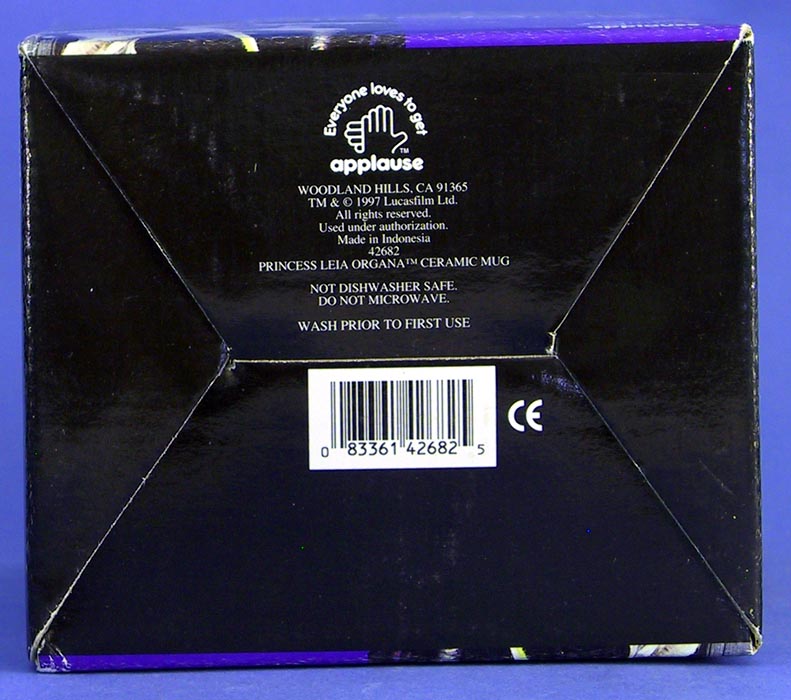 Everyone loves to get
TM
applause
WOODLAND HILLS, CA 91365
TM & © 1997 Lucasfilm Ltd.
All rights reserved.
Used under authorization.
Made in Indonesia
42682
PRINCESS LEIA ORGANA™ CERAMIC MUG
NOT DISHWASHER SAFE.
DO NOT MICROWAVE.
WASH PRIOR TO FIRST USE
CE
0 83361 42682 5